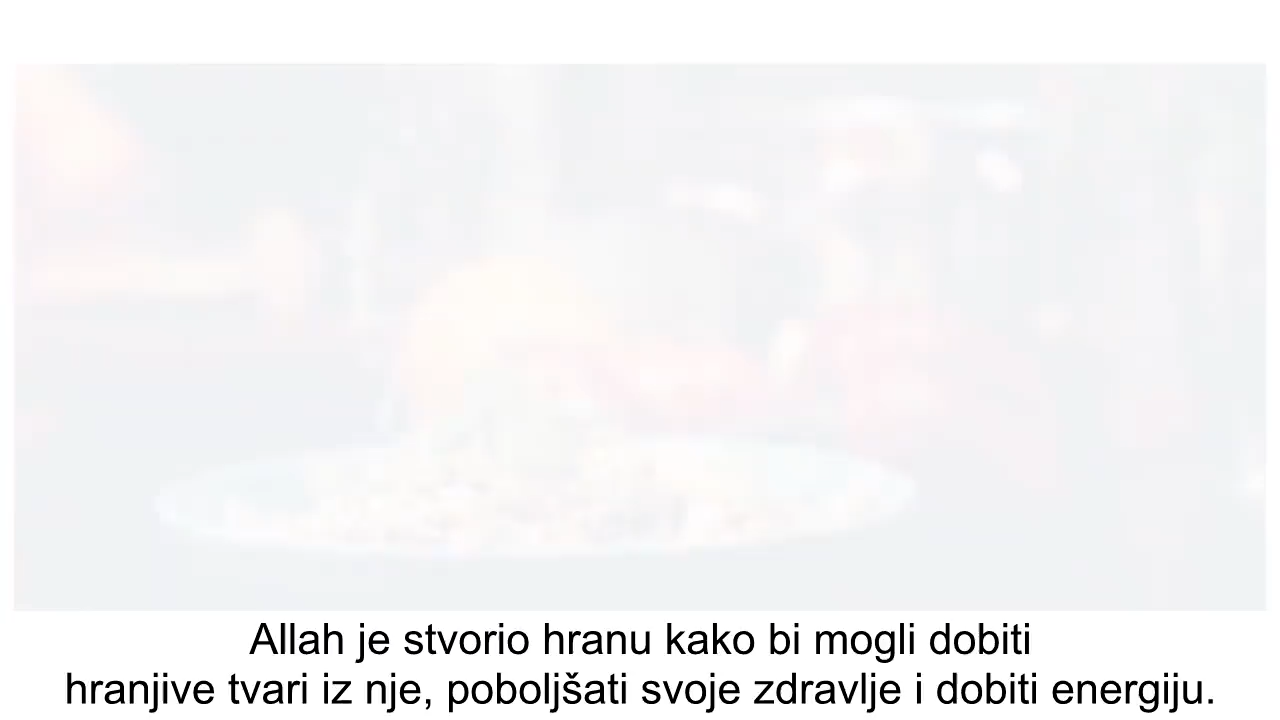 Allah je stvorio hranu kako bi mogli dobiti
hranjive tvari iz nje, poboljšati svoje zdravlje i dobiti energiju.